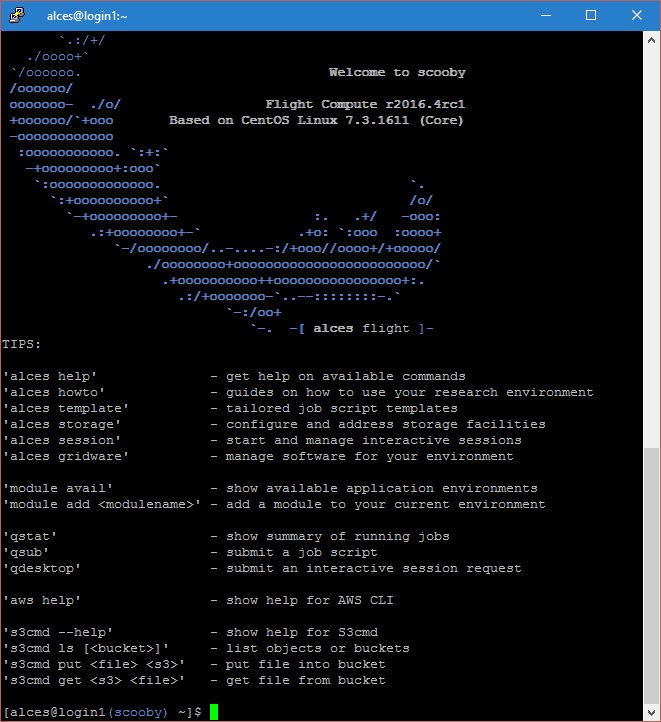 alces@login1:~
Welcome to scooby
Flight Compute r2016.4rc1
Based on CentOS Linux 7.3.1611 (Core)
-[ alces flight ]-
TIPS:
'alces help' - get help on available commands
'alces howto' - guides on how to use your research environment
'alces template' - tailored job script templates
'alces storage' - configure and address storage facilities
'alces session' - start and manage interactive sessions
'alces gridware' - manage software for your environment
'module avail' - show available application environments
'module add <modulename>' - add a module to your current environment
'qstat' - show summary of running jobs
'qsub' - submit a job script
'qdesktop' - submit an interactive session request
'aws help' - show help for AWS CLI
's3cmd --help' - show help for S3cmd
's3cmd ls [<bucket>]' - list objects or buckets
's3cmd put <file> <s3>' - put file into bucket
's3cmd get <s3> <file>' - get file from bucket
[alces@login1(scooby) ~]$